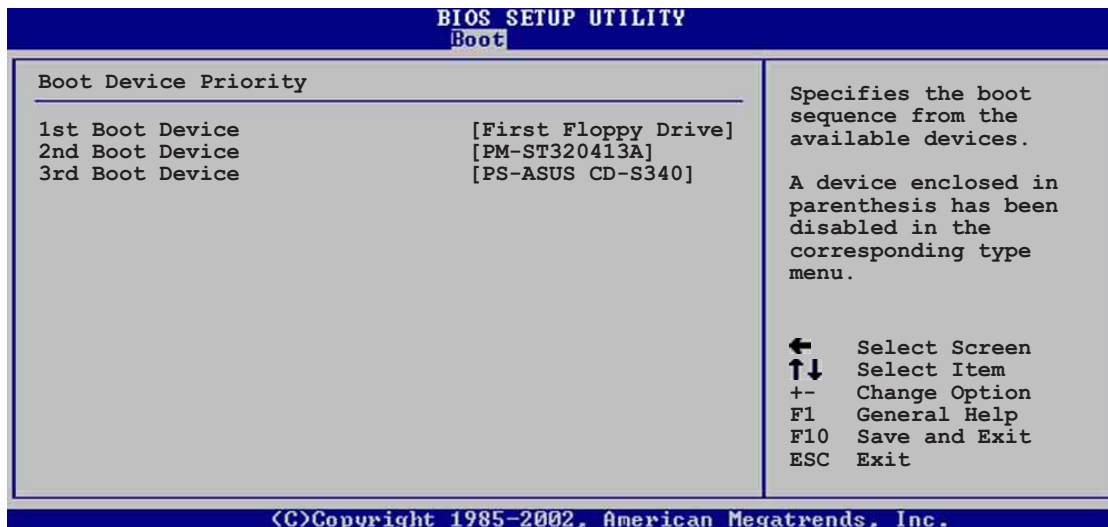 BIOS SETUP UTILITY
Boot
Boot Device Priority
1st Boot Device [First Floppy Drive]
2nd Boot Device [PM-ST320413A]
3rd Boot Device [PS-ASUS CD-S340]
Specifies the boot
sequence from the
available devices.
A device enclosed in
parenthesis has been
disabled in the
corresponding type
menu.
← Select Screen
↑↓ Select Item
+- Change Option
F1 General Help
F10 Save and Exit
ESC Exit
(C)Copyright 1985-2002, American Megatrends, Inc.